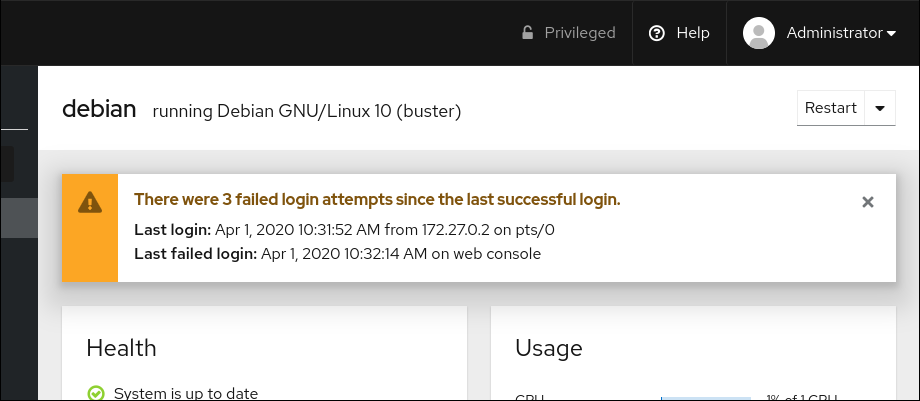 Privileged
Help
Administrator
debian running Debian GNU/Linux 10 (buster)
Restart
There were 3 failed login attempts since the last successful login.
Last login: Apr 1, 2020 10:31:52 AM from 172.27.0.2 on pts/0
Last failed login: Apr 1, 2020 10:32:14 AM on web console
Health
System is up to date
Usage
CPU 1% of 1 CPU